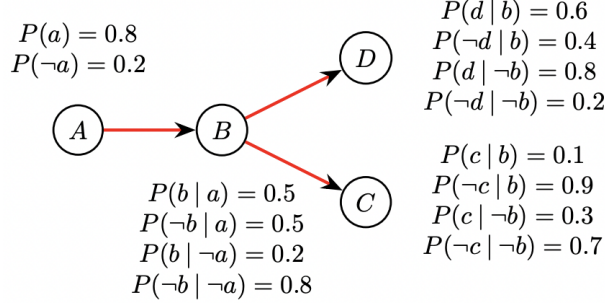 P(a) = 0.8
P(¬a) = 0.2
A
B
D
C
P(d | b) = 0.6
P(¬d | b) = 0.4
P(d | ¬b) = 0.8
P(¬d | ¬b) = 0.2
P(c | b) = 0.1
P(¬c | b) = 0.9
P(c | ¬b) = 0.3
P(¬c | ¬b) = 0.7
P(b | a) = 0.5
P(¬b | a) = 0.5
P(b | ¬a) = 0.2
P(¬b | ¬a) = 0.8